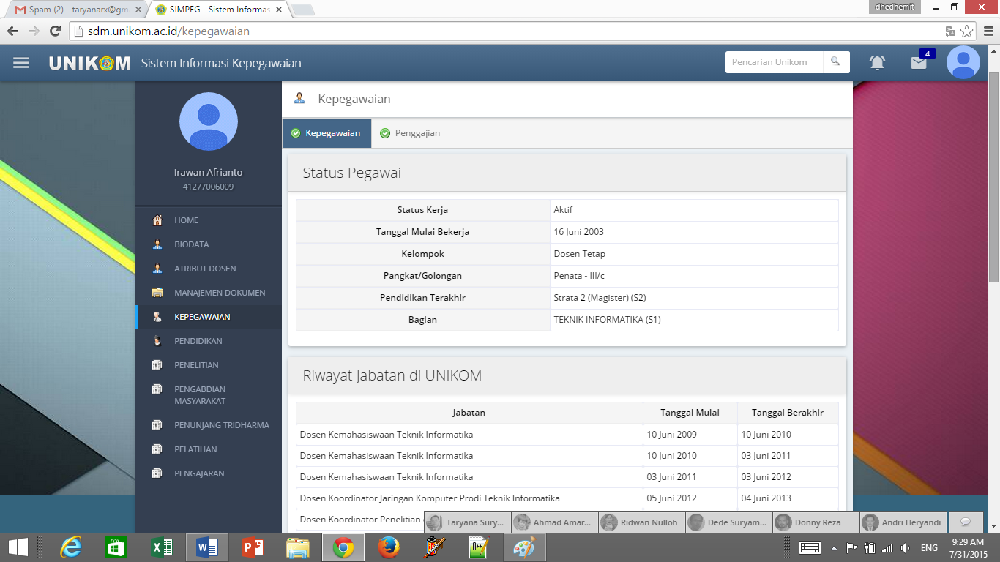 Spam (2) - taryanarx@gm
SIMPEG - Sistem Informas
dhedhemit
sdm.unikom.ac.id/kepegawaian
UNIKOM Sistem Informasi Kepegawaian
Pencarian Unikom
4
Irawan Afrianto
41277006009
HOME
BIODATA
ATRIBUT DOSEN
MANAJEMEN DOKUMEN
KEPEGAWAIAN
PENDIDIKAN
PENELITIAN
PENGABDIAN
MASYARAKAT
PENUNJANG TRIDHARMA
PELATIHAN
PENGAJARAN
Kepegawaian
Kepegawaian Penggajian
Status Pegawai
Status Kerja Aktif
Tanggal Mulai Bekerja 16 Juni 2003
Kelompok Dosen Tetap
Pangkat/Golongan Penata - III/c
Pendidikan Terakhir Strata 2 (Magister) (S2)
Bagian TEKNIK INFORMATIKA (S1)
Riwayat Jabatan di UNIKOM
Jabatan Tanggal Mulai Tanggal Berakhir
Dosen Kemahasiswaan Teknik Informatika 10 Juni 2009 10 Juni 2010
Dosen Kemahasiswaan Teknik Informatika 10 Juni 2010 03 Juni 2011
Dosen Kemahasiswaan Teknik Informatika 03 Juni 2011 03 Juni 2012
Dosen Koordinator Jaringan Komputer Prodi Teknik Informatika 05 Juni 2012 04 Juni 2013
Dosen Koordinator Penelitian
Taryana Sury... Ahmad Amar... Ridwan Nulloh Dede Suryam... Donny Reza Andri Heryandi
ENG
9:29 AM
7/31/2015